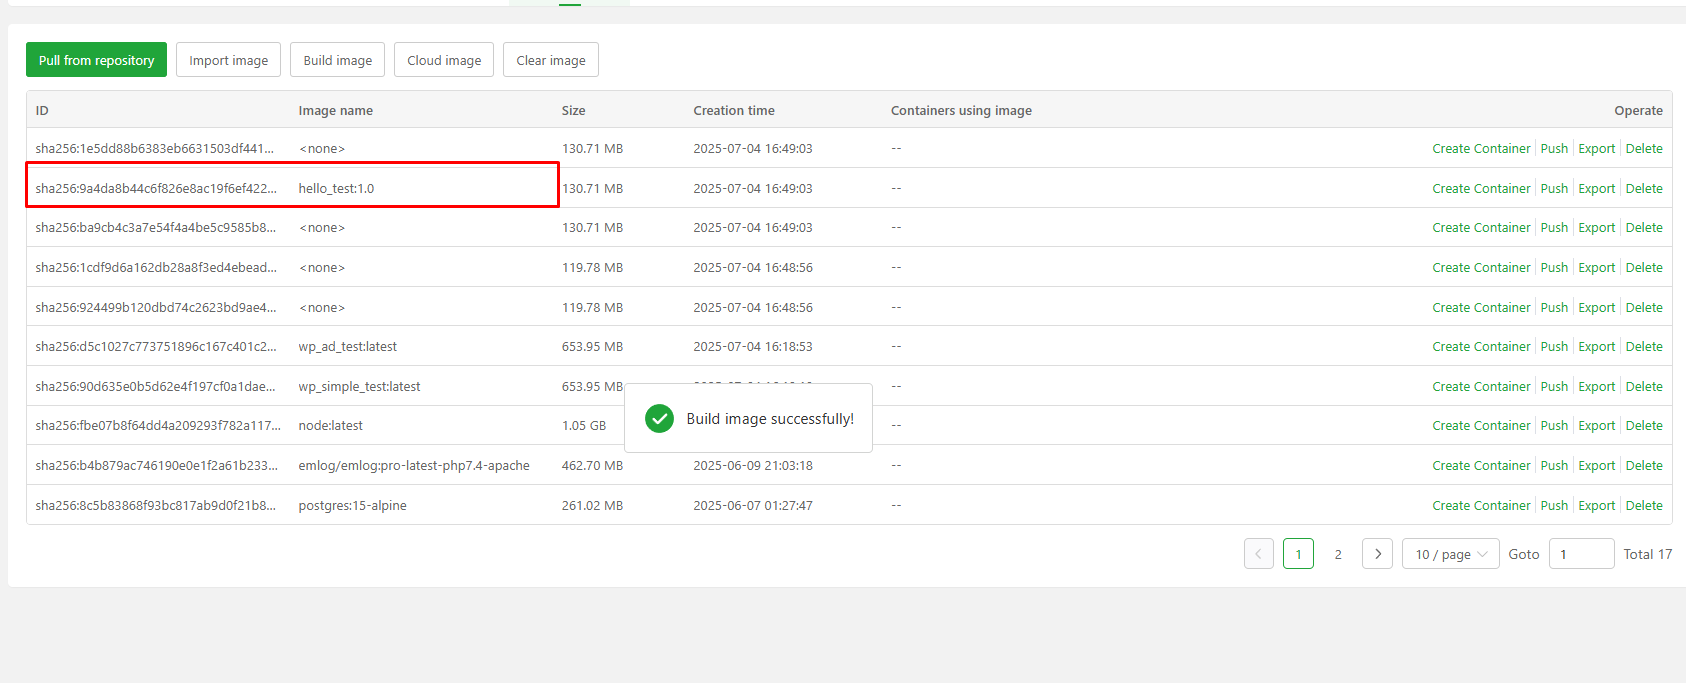 Pull from repository Import image Build image Cloud image Clear image
ID Image name Size Creation time Containers using image Operate
sha256:1e5dd88b6383eb6631503df441... <none> 130.71 MB 2025-07-04 16:49:03 -- Create Container Push Export Delete
sha256:9a4da8b44c6f826e8ac19f6ef422... hello_test:1.0 130.71 MB 2025-07-04 16:49:03 -- Create Container Push Export Delete
sha256:ba9cb4c3a7e54f4a4be5c9585b8... <none> 130.71 MB 2025-07-04 16:49:03 -- Create Container Push Export Delete
sha256:1cdf9d6a162db28a8f3ed4ebead... <none> 119.78 MB 2025-07-04 16:48:56 -- Create Container Push Export Delete
sha256:924499b120dbd74c2623bd9ae4... <none> 119.78 MB 2025-07-04 16:48:56 -- Create Container Push Export Delete
sha256:d5c1027c773751896c167c401c2... wp_ad_test:latest 653.95 MB 2025-07-04 16:18:53 -- Create Container Push Export Delete
sha256:90d635e0b5d62e4f197cf0a1dae... wp_simple_test:latest 653.95 MB -- Create Container Push Export Delete
Build image successfully!
sha256:fbe07b8f64dd4a209293f782a117... node:latest 1.05 GB -- Create Container Push Export Delete
sha256:b4b879ac746190e0e1f2a61b233... emlog/emlog:pro-latest-php7.4-apache 462.70 MB 2025-06-09 21:03:18 -- Create Container Push Export Delete
sha256:8c5b83868f93bc817ab9d0f21b8... postgres:15-alpine 261.02 MB 2025-06-07 01:27:47 -- Create Container Push Export Delete
1 2 10 / page Goto 1 Total 17